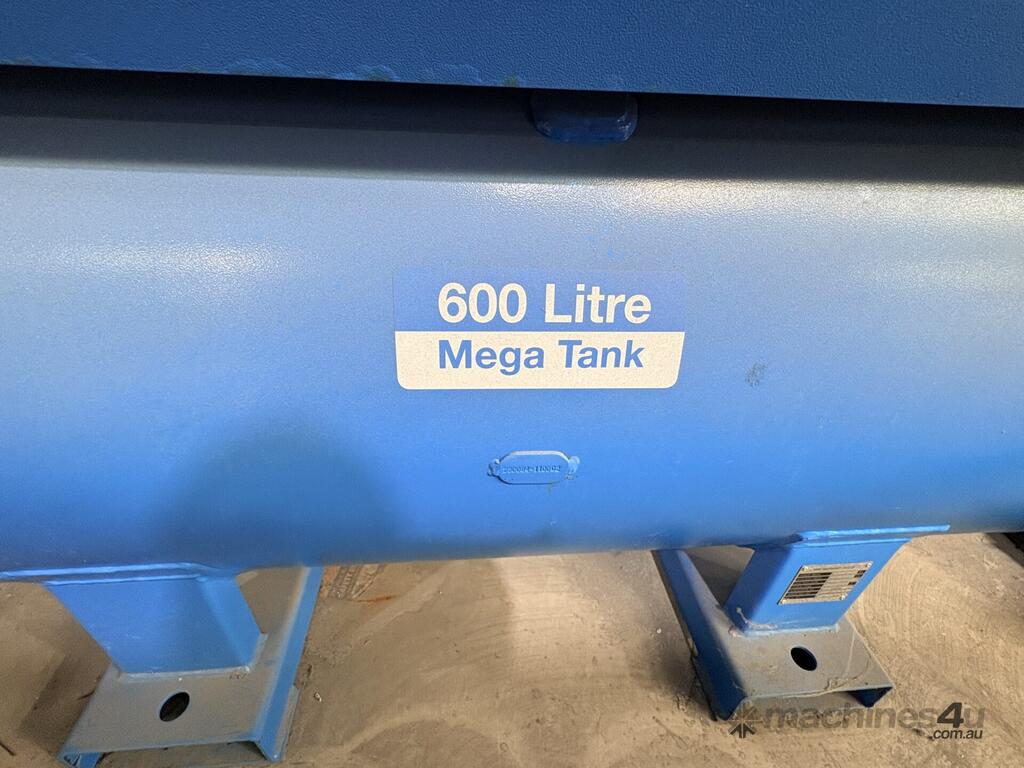 600 Litre
Mega Tank
machines4u
.com.au